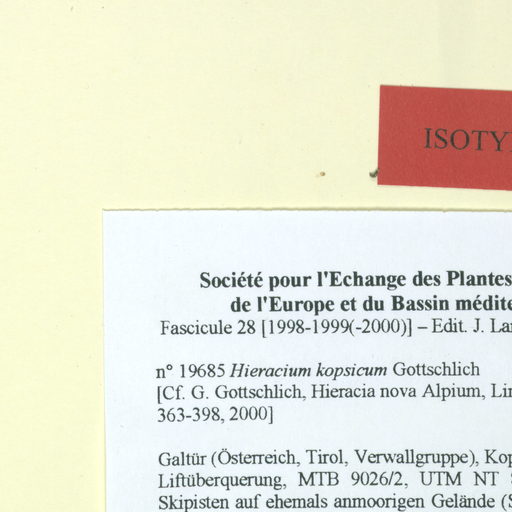 ISOTY
Société pour l'Echange des Plantes
de l'Europe et du Bassin médite
Fascicule 28 [1998-1999(-2000)] – Edit. J. La
n° 19685 Hieracium kopsicum Gottschlich
[Cf. G. Gottschlich, Hieracia nova Alpium, Lin
363-398, 2000]
Galtür (Österreich, Tirol, Verwallgruppe), Kop
Liftüberquerung, MTB 9026/2, UTM NT
Skipisten auf ehemals anmoorigen Gelände (S